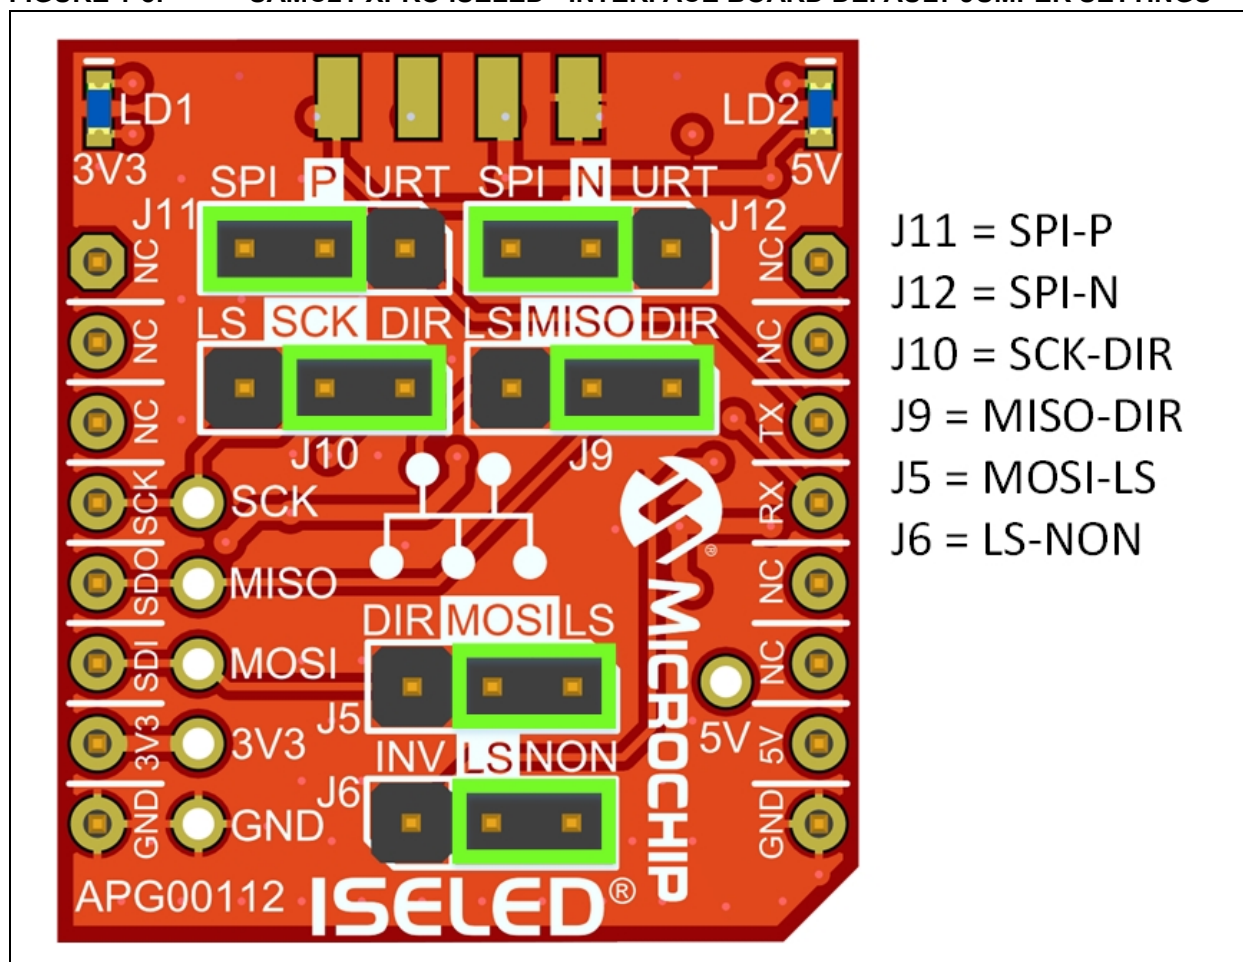 LD1
LD2
3V3
5V
SPI P URT
SPI N URT
J11
J12
NC
NC
LS SCK DIR
LS MISO DIR
NC
NC
J10
J9
NC
TX
SCK
SCK
RX
SDO
MISO
NC
DIR MOSI LS
SDI
MOSI
NC
J5
5V
3V3
3V3
5V
INV LS NON
J6
GND
GND
GND
MICROCHIP
®
APG00112
ISELED®
J11 = SPI-P
J12 = SPI-N
J10 = SCK-DIR
J9 = MISO-DIR
J5 = MOSI-LS
J6 = LS-NON